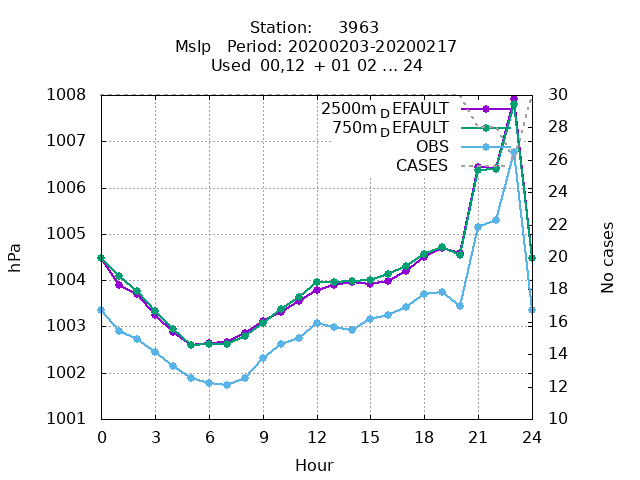 Station: 3963
Mslp Period: 20200203-20200217
Used 00,12 + 01 02 ... 24
1008
1007
1006
1005
1004
1003
1002
1001
hPa
2500mDEFAULT
750mDEFAULT
OBS
CASES
30
28
26
24
22
20
18
16
14
12
10
No cases
0 3 6 9 12 15 18 21 24
Hour